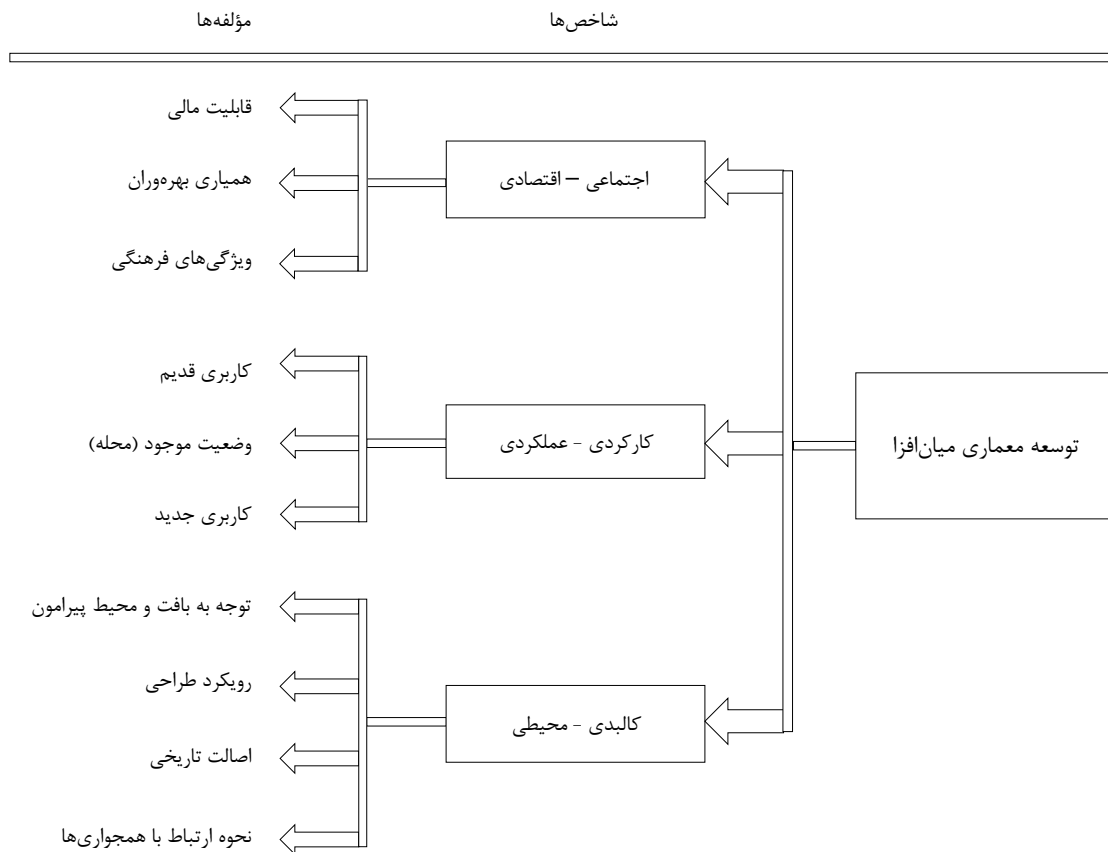 شاخص‌ها
مؤلفه‌ها
توسعه معماری میان‌افزا
اجتماعی – اقتصادی
قابلیت مالی
همیاری بهره‌وران
ویژگی‌های فرهنگی
کارکردی - عملکردی
کاربری قدیم
وضعیت موجود (محله)
کاربری جدید
کالبدی - محیطی
توجه به بافت و محیط پیرامون
رویکرد طراحی
اصالت تاریخی
نحوه ارتباط با همجواری‌ها